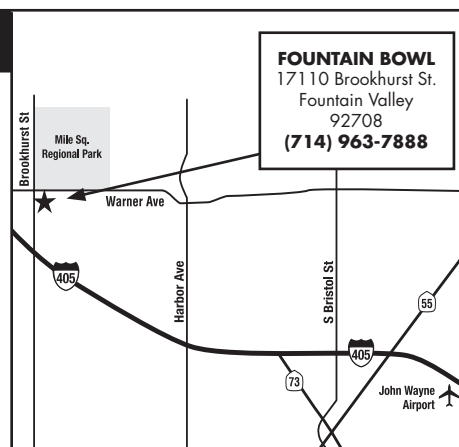 FOUNTAIN BOWL
17110 Brookhurst St.
Fountain Valley
92708
(714) 963-7888
Brookhurst St
Mile Sq.
Regional Park
Warner Ave
405
Harbor Ave
S Bristol St
55
405
73
John Wayne
Airport